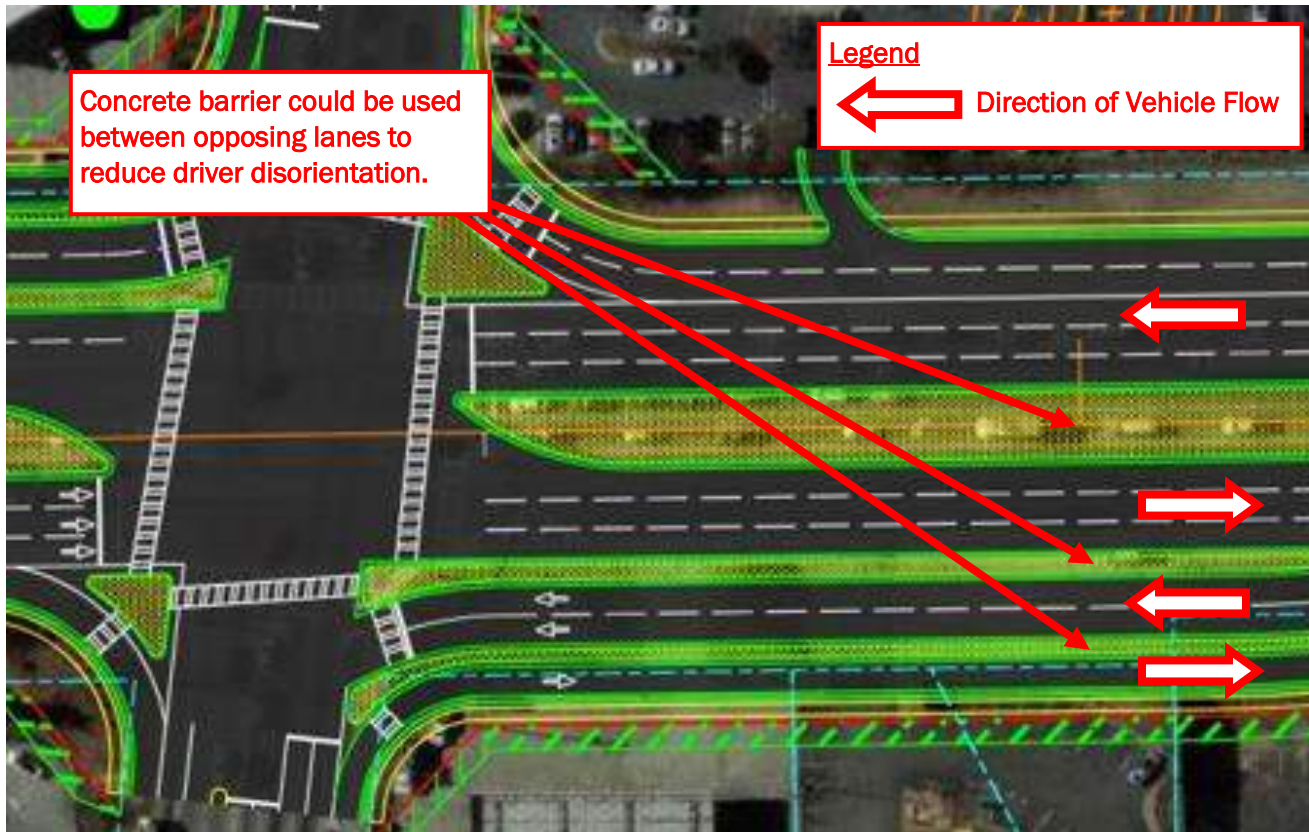 Concrete barrier could be used
between opposing lanes to
reduce driver disorientation.
Legend
Direction of Vehicle Flow